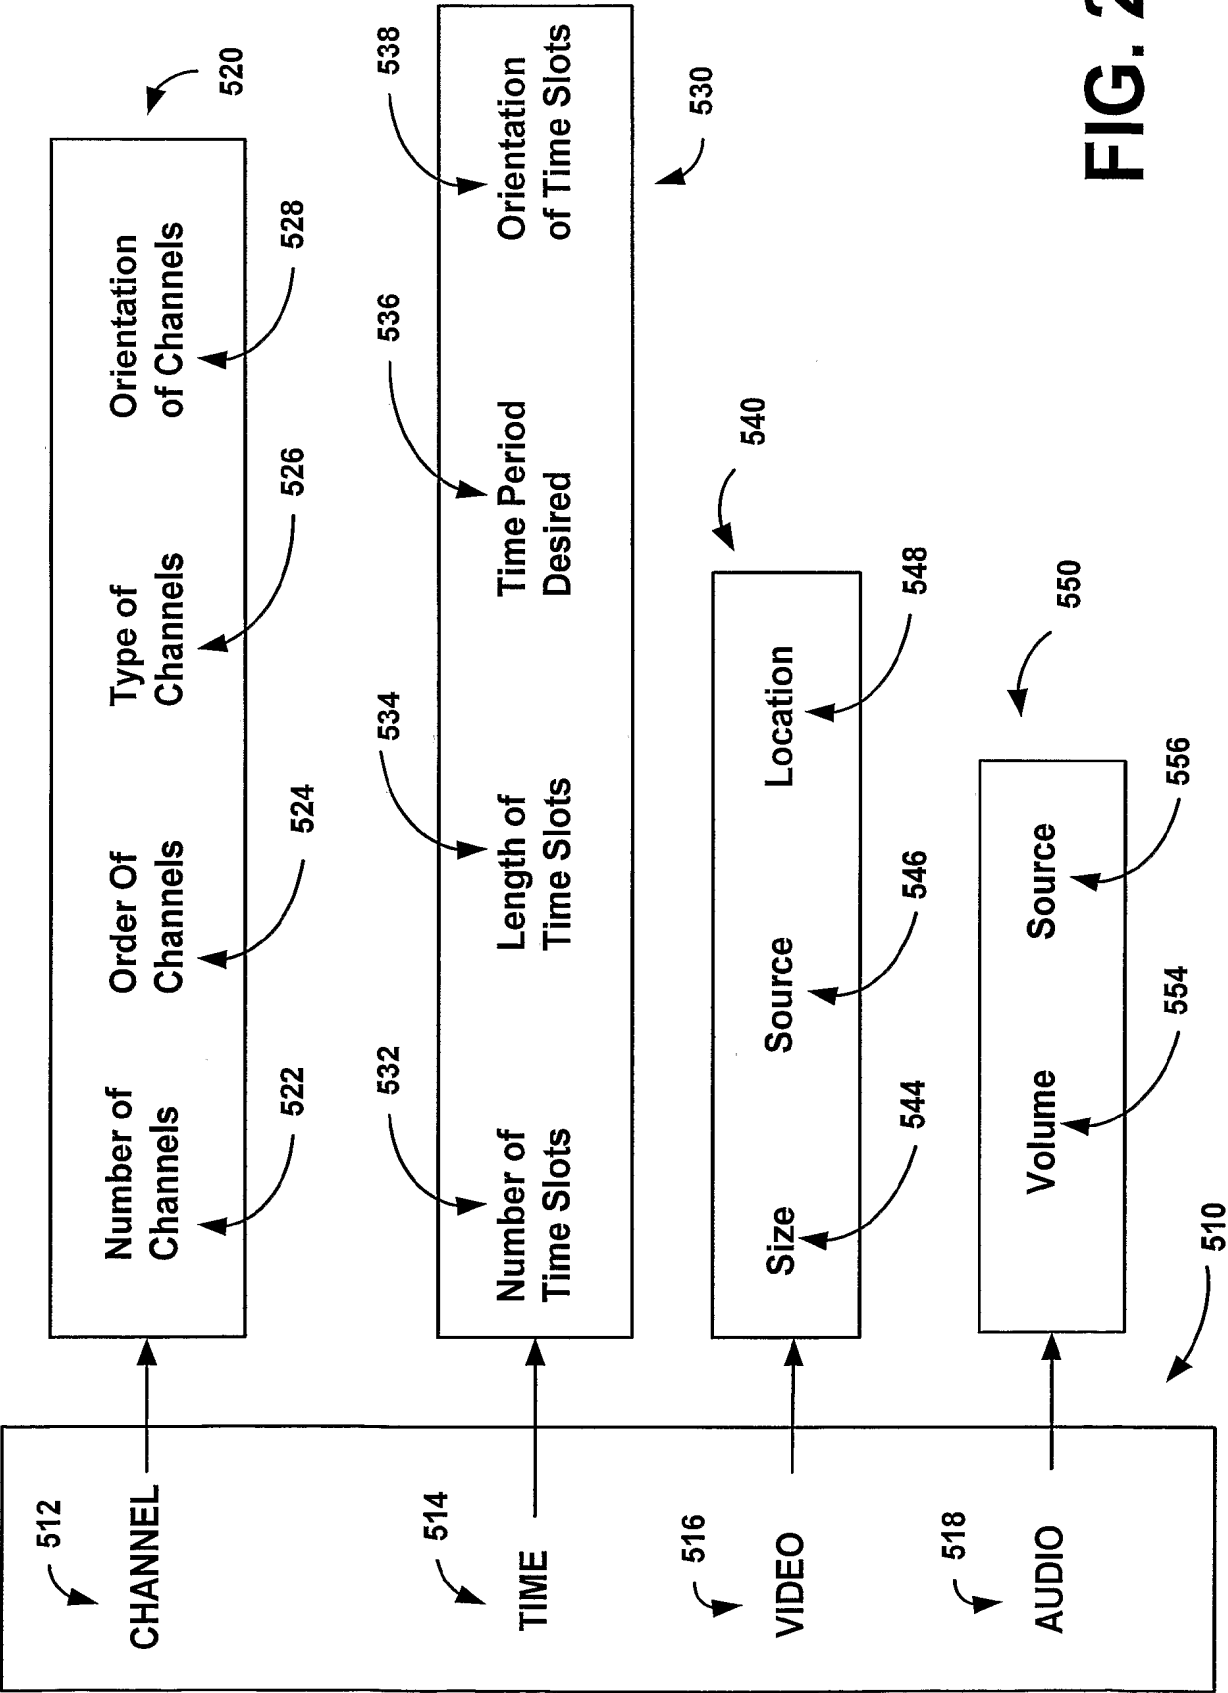 512
CHANNEL
520
Number of
Channels
522
Order Of
Channels
524
Type of
Channels
526
Orientation
of Channels
528
514
TIME
530
532
Number of
Time Slots
534
Length of
Time Slots
536
Time Period
Desired
538
Orientation
of Time Slots
516
VIDEO
540
Size
544
Source
546
Location
548
518
AUDIO
550
Volume
554
Source
556
510
FIG. 2